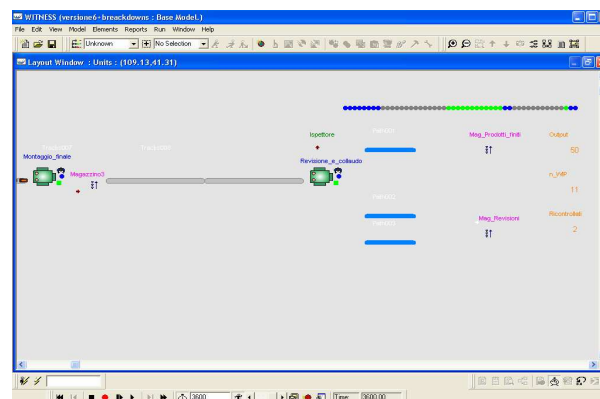 WITNESS (versione6+breackdowns : Base Model.)
File Edit View Model Elements Reports Run Window Help
Unknown No Selection
Layout Window : Units : (109.13,41.31)
Ispettore Mag_Prodotti_finiti Output
Montaggio_finale Revisione_e_collaudo 50
Magazzino3 n_WIP
11
Mag_Revisioni Ricontrollati
2
3600 Time: 3600.00